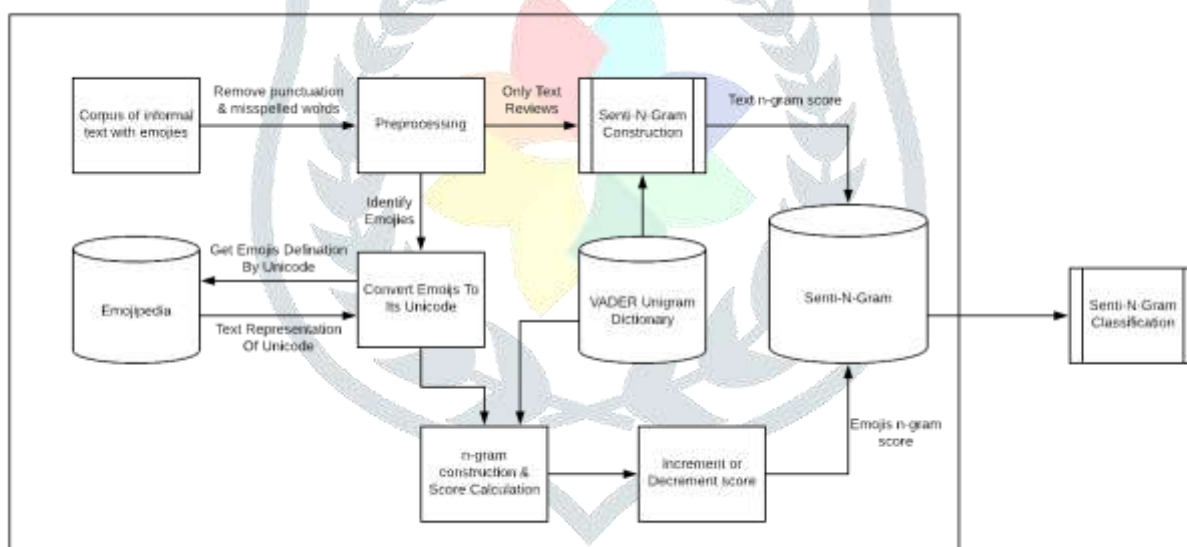 Corpus of informal
text with emojies
Remove punctuation
& misspelled words
Preprocessing
Only Text
Reviews
Senti-N-Gram
Construction
Text n-gram score
Identify
Emojies
Get Emojis Defination
By Unicode
Emojipedia
Text Representation
Of Unicode
Convert Emoijs To
Its Unicode
VADER Unigram
Dictionary
Senti-N-Gram
Senti-N-Gram
Classification
n-gram
construction &
Score Calculation
Increment or
Decrement score
Emojis n-gram
score